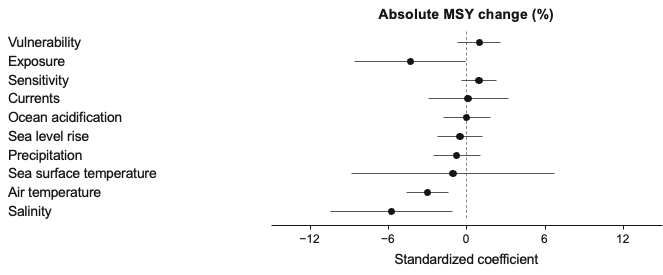 Absolute MSY change (%)
Vulnerability
Exposure
Sensitivity
Currents
Ocean acidification
Sea level rise
Precipitation
Sea surface temperature
Air temperature
Salinity
−12 −6 0 6 12
Standardized coefficient